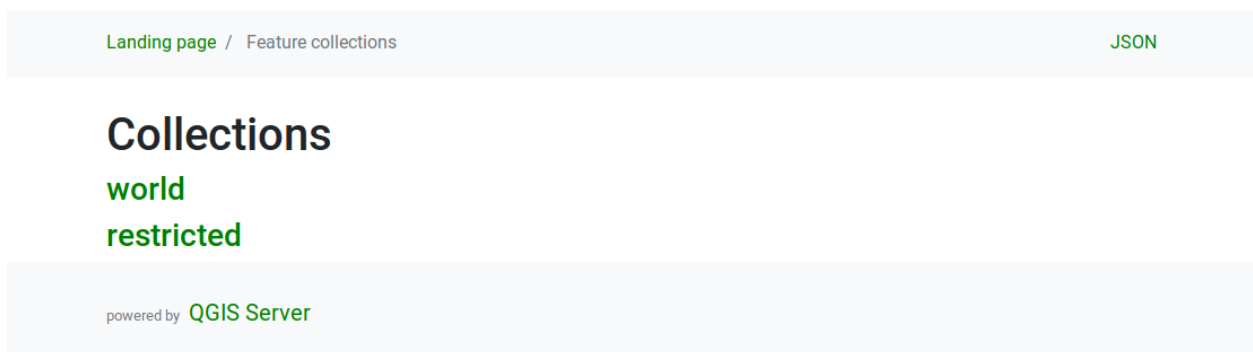 Landing page / Feature collections JSON
Collections
world
restricted
powered by QGIS Server